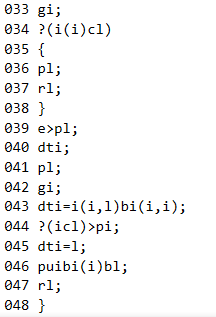 033 gi;
034 ?(i(i)cl)
035 {
036 pl;
037 rl;
038 }
039 e>pl;
040 dti;
041 pl;
042 gi;
043 dti=i(i,l)bi(i,i);
044 ?(icl)>pi;
045 dti=l;
046 puibi(i)bl;
047 rl;
048 }